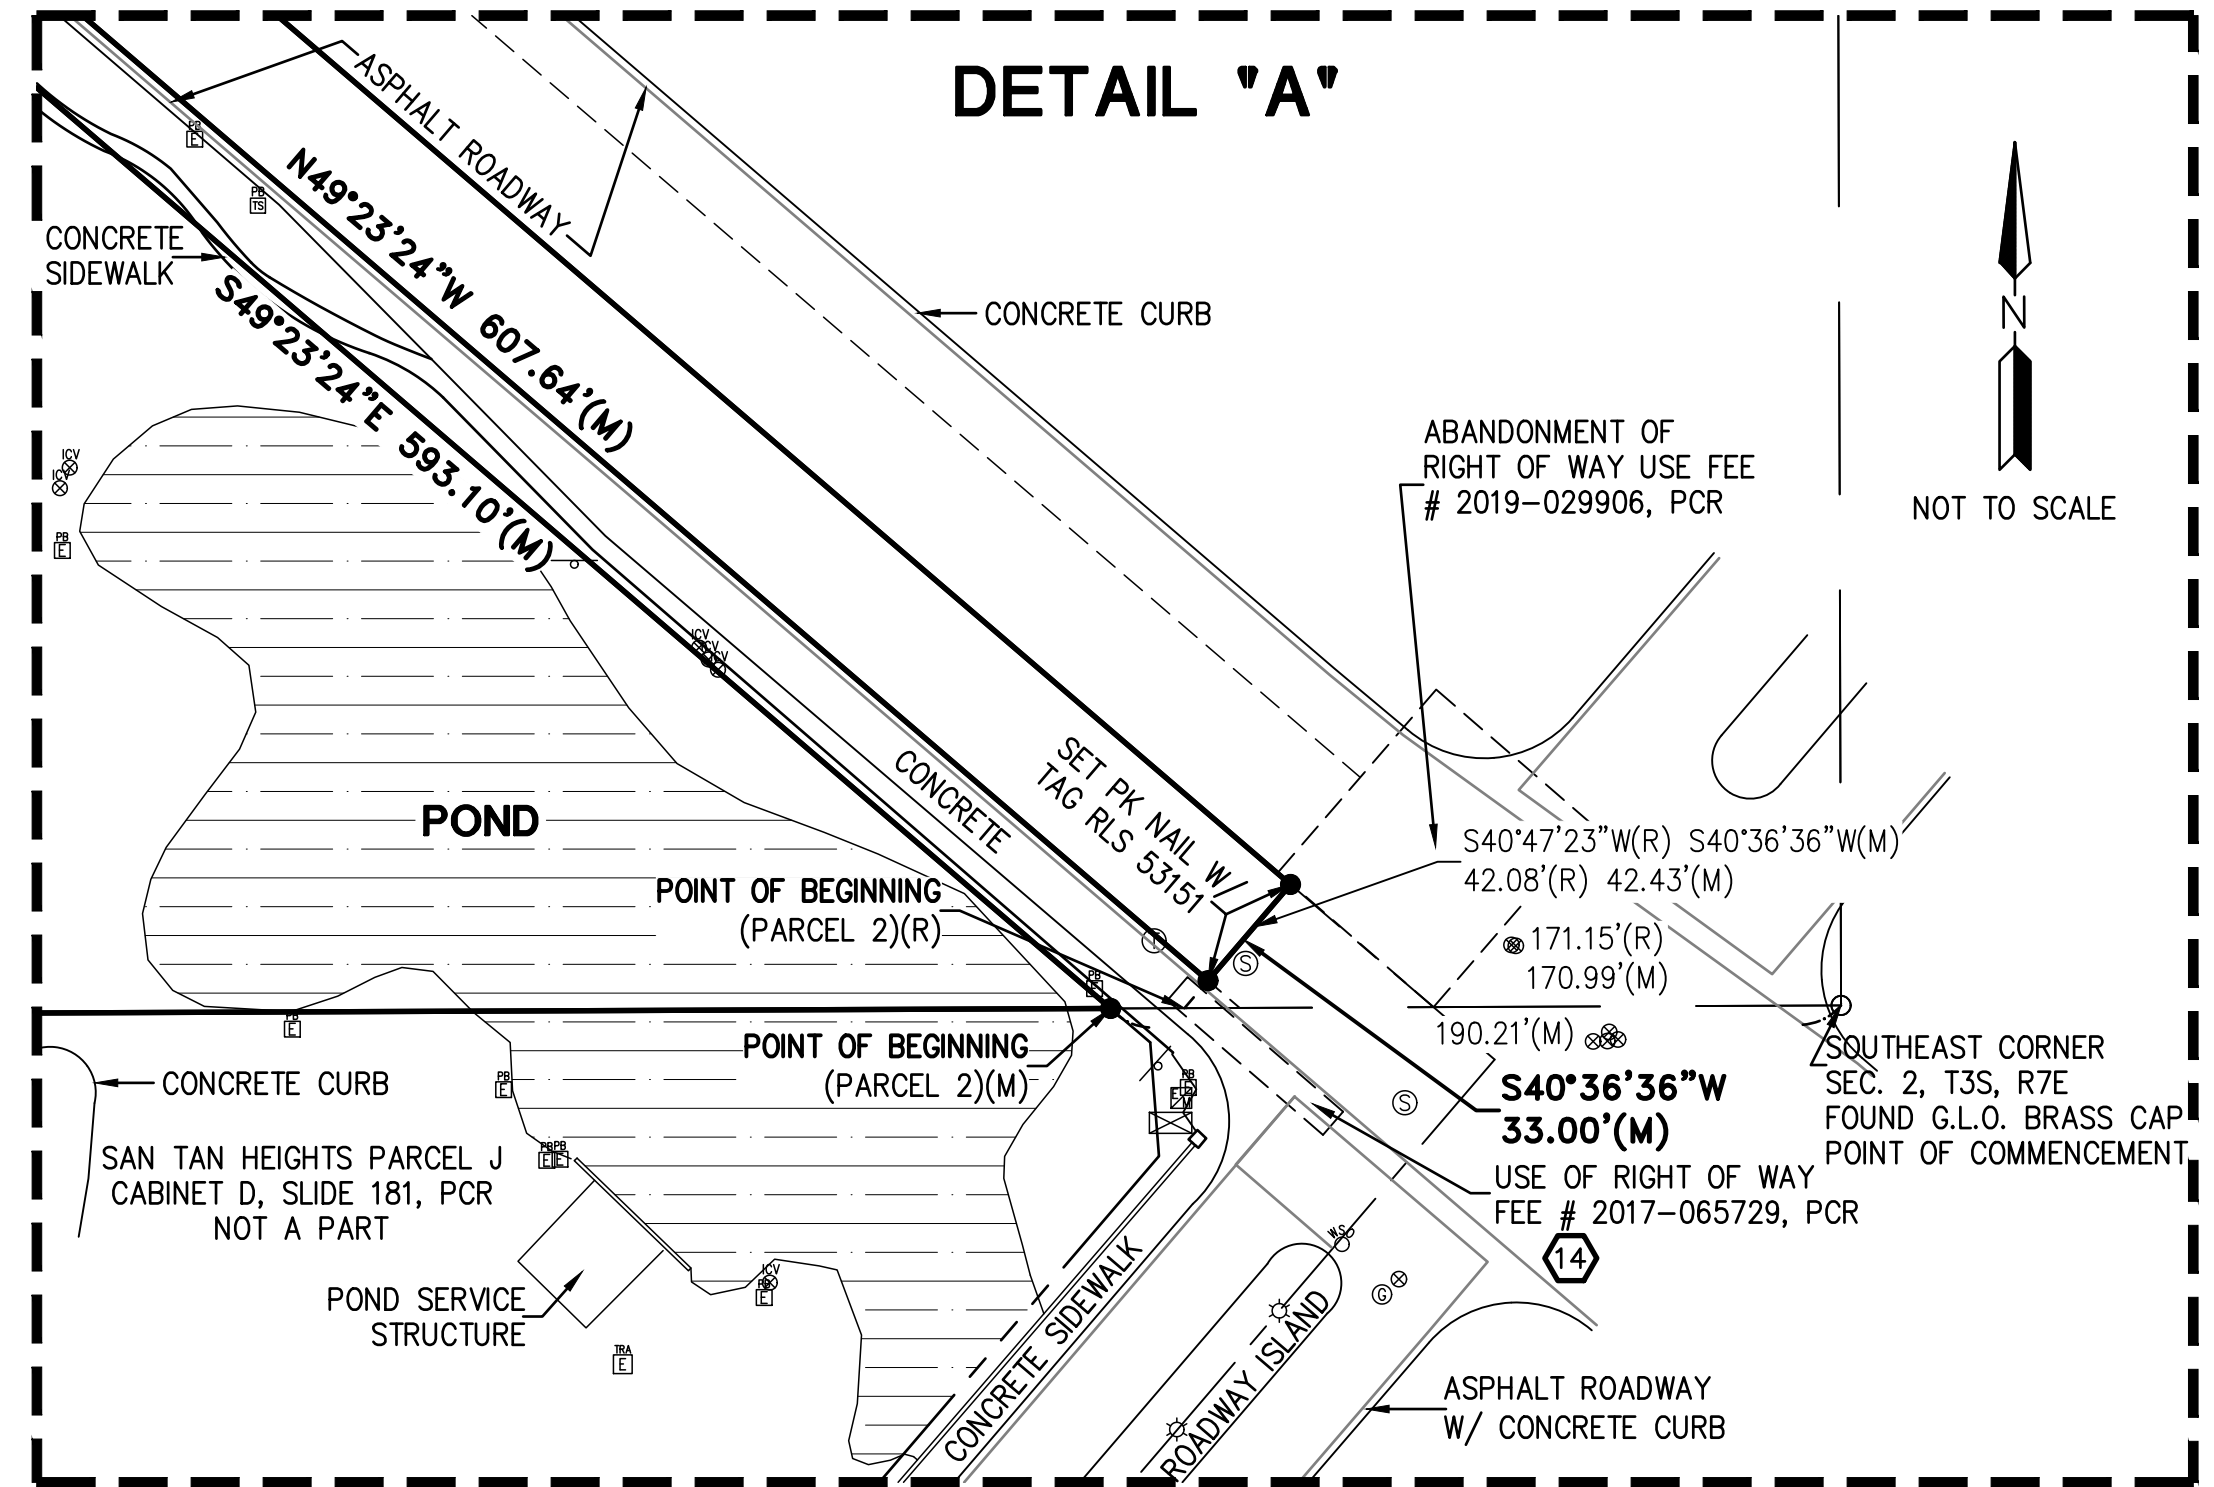 DETAIL "A"
ASPHALT ROADWAY
PB
E
PB
TS
N49°23'24"W 607.64'(M)
CONCRETE
SIDEWALK
S49°23'24"E 593.10'(M)
CONCRETE CURB
N
NOT TO SCALE
ABANDONMENT OF
RIGHT OF WAY USE FEE
# 2019-029906, PCR
ICV
ICV
PB
E
ICV
ICV
ICV
POND
CONCRETE
SET PK NAIL W/
TAG RLS 53151
S40°47'23"W(R) S40°36'36"W(M)
42.08'(R) 42.43'(M)
POINT OF BEGINNING
(PARCEL 2)(R)
T
S
171.15'(R)
170.99'(M)
PB
E
PB
E
190.21'(M)
POINT OF BEGINNING
(PARCEL 2)(M)
SOUTHEAST CORNER
SEC. 2, T3S, R7E
FOUND G.L.O. BRASS CAP
POINT OF COMMENCEMENT
CONCRETE CURB
PB
E
PB
E
M
S
S40°36'36"W
33.00'(M)
SAN TAN HEIGHTS PARCEL J
CABINET D, SLIDE 181, PCR
NOT A PART
PB
PB
E
E
USE OF RIGHT OF WAY
FEE # 2017-065729, PCR
14
WSO
G
ICV
PB
E
POND SERVICE
STRUCTURE
TRA
E
CONCRETE SIDEWALK
ROADWAY ISLAND
ASPHALT ROADWAY
W/ CONCRETE CURB